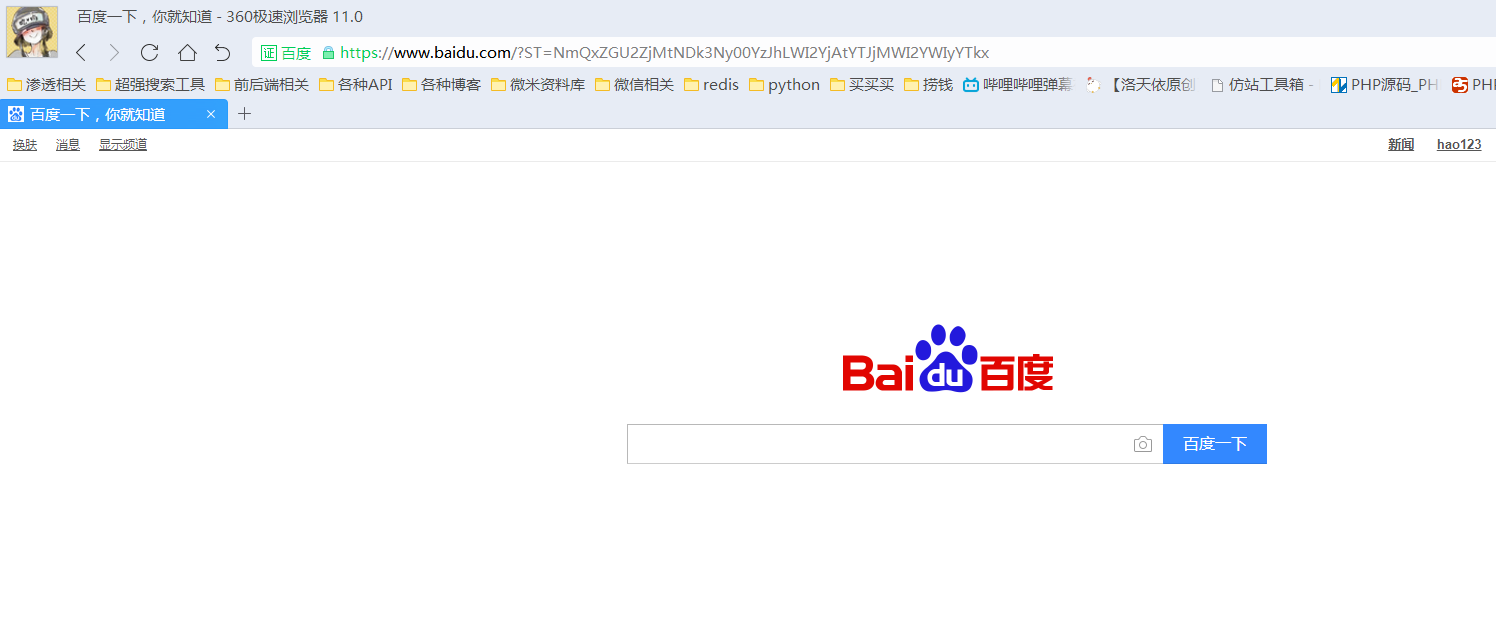 百度一下，你就知道 - 360极速浏览器 11.0
证 百度 https://www.baidu.com/?ST=NmQxZGU2ZjMtNDk3Ny00YzJhLWI2YjAtYTJjMWI2YWIyYTkx
渗透相关 超强搜索工具 前后端相关 各种API 各种博客 微米资料库 微信相关 redis python 买买买 捞钱 哔哩哔哩弹幕 【洛天依原创 仿站工具箱 - PHP源码_PH PHP
百度一下，你就知道
换肤 消息 显示频道 新闻 hao123
Bai du 百度
百度一下